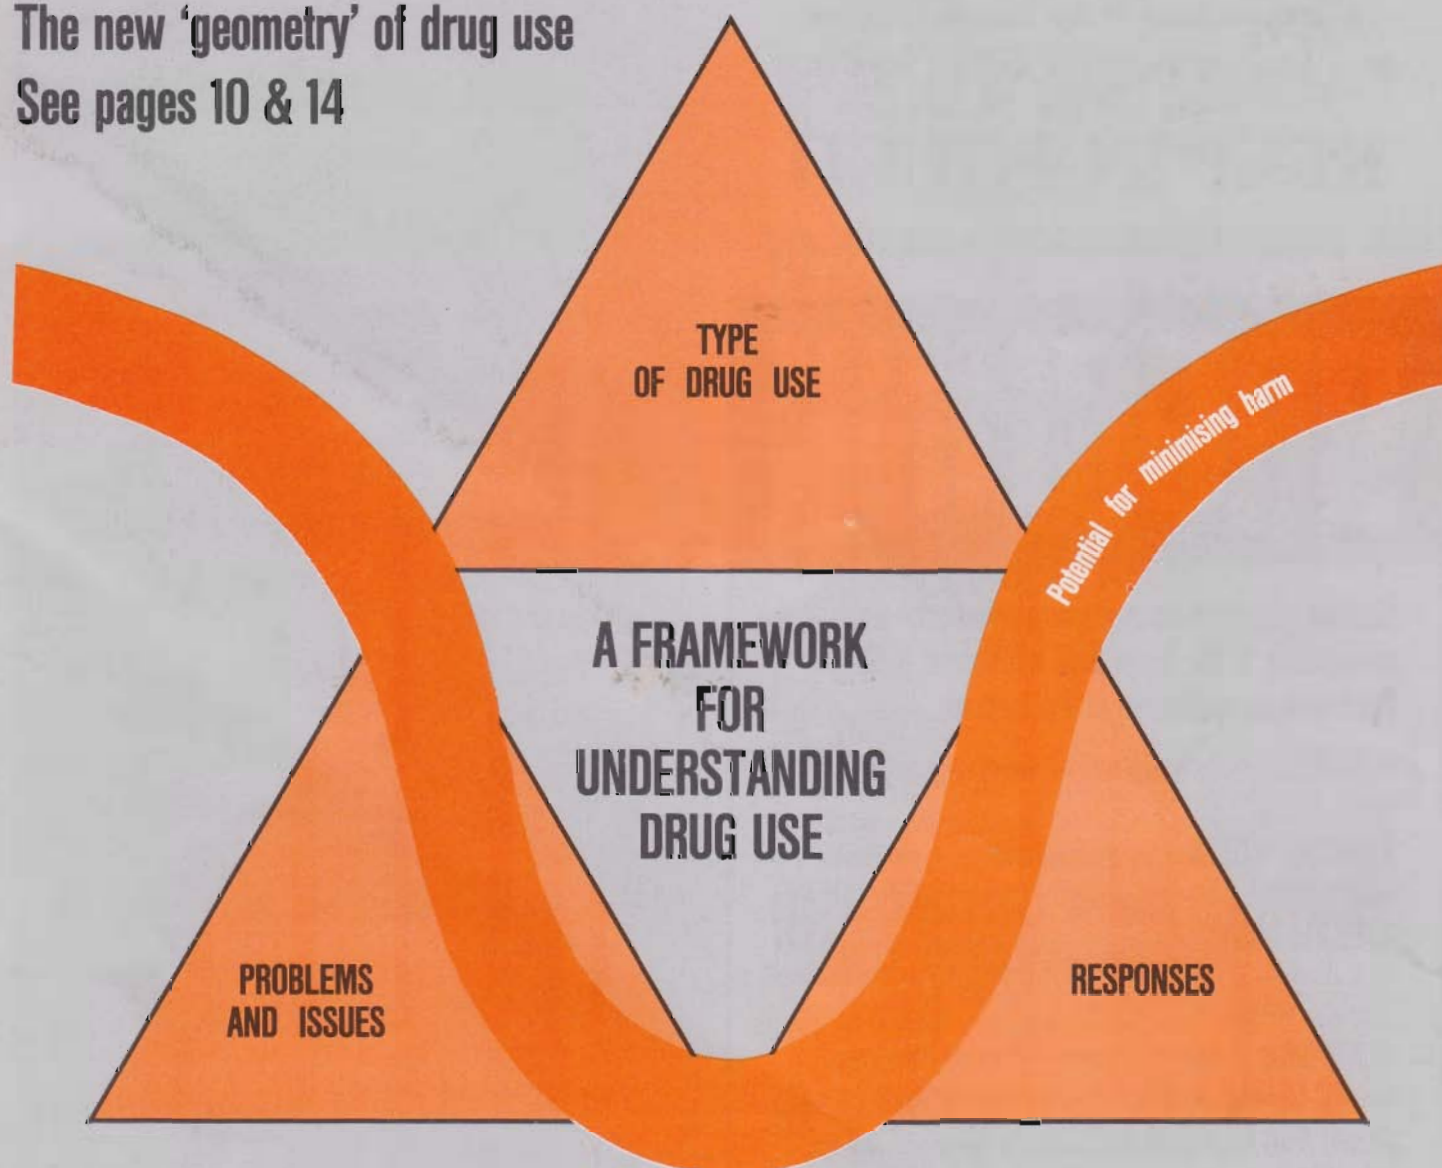 The new ‘geometry’ of drug use
See pages 10 & 14
TYPE
OF DRUG USE
Potential for minimising harm
A FRAMEWORK
FOR
UNDERSTANDING
DRUG USE
PROBLEMS
AND ISSUES
RESPONSES